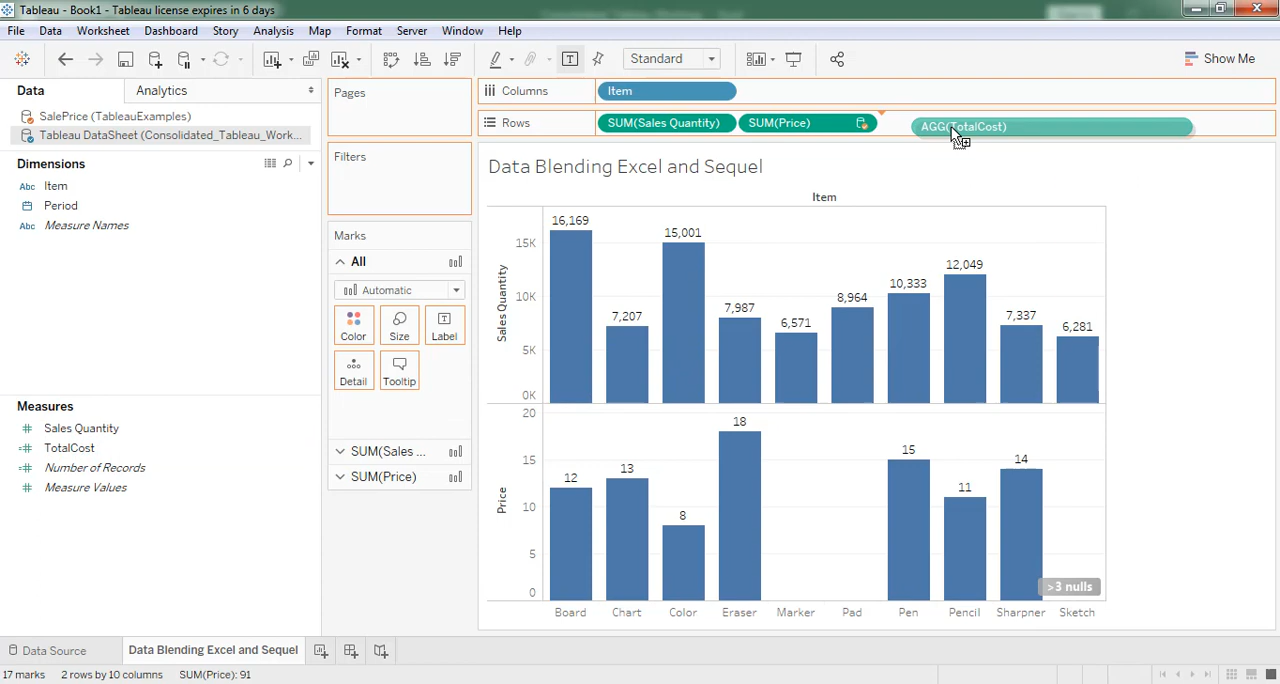 Tableau - Book1 - Tableau license expires in 6 days
File Data Worksheet Dashboard Story Analysis Map Format Server Window Help
Standard
Show Me
Data Analytics
SalePrice (TableauExamples)
Tableau DataSheet (Consolidated_Tableau_Work...
Dimensions
Abc Item
Period
Abc Measure Names
Measures
Sales Quantity
TotalCost
Number of Records
Measure Values
Pages
Filters
Marks
All
Automatic
Color Size Label
Detail Tooltip
SUM(Sales ...
SUM(Price)
Columns Item
Rows SUM(Sales Quantity) SUM(Price) AGG(TotalCost)
Data Blending Excel and Sequel
Item
Sales Quantity
15K
10K
5K
0K
16,169 7,207 15,001 7,987 6,571 8,964 10,333 12,049 7,337 6,281
Price
20
15
10
5
0
12 13 8 18 15 11 14
>3 nulls
Board Chart Color Eraser Marker Pad Pen Pencil Sharpner Sketch
Data Source Data Blending Excel and Sequel
17 marks 2 rows by 10 columns SUM(Price): 91